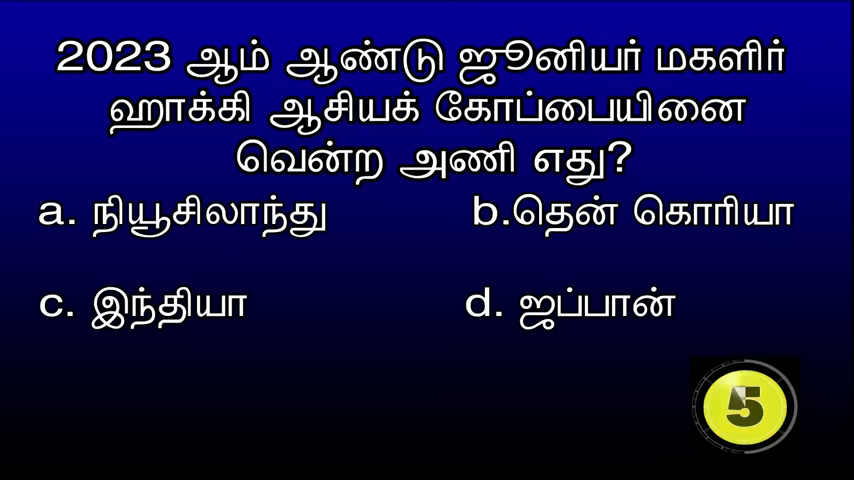 2023 ஆம் ஆண்டு ஜூனியர் மகளிர்
ஹாக்கி ஆசியக் கோப்பையினை
வென்ற அணி எது?
a. நியூசிலாந்து b.தென் கொரியா
c. இந்தியா d. ஜப்பான்
5